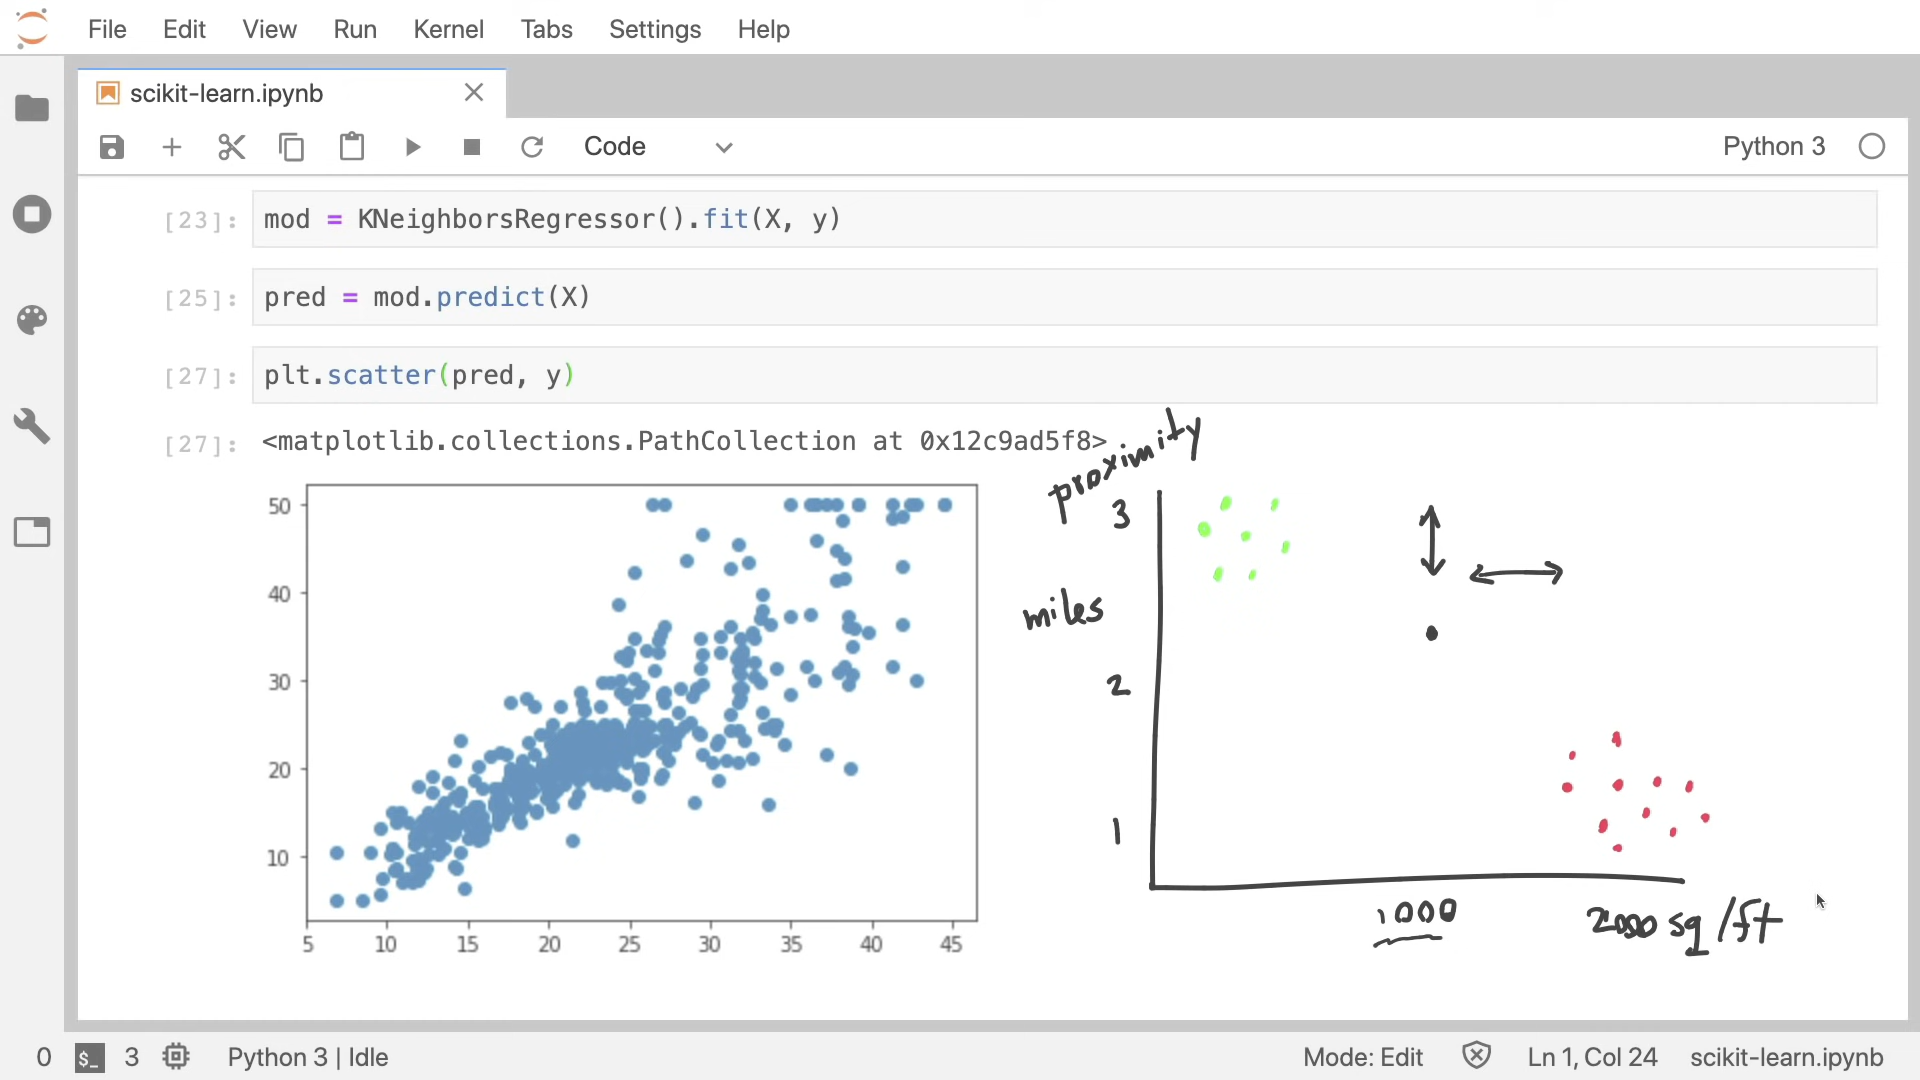 File Edit View Run Kernel Tabs Settings Help
scikit-learn.ipynb
Code
Python 3
[23]: mod = KNeighborsRegressor().fit(X, y)
[25]: pred = mod.predict(X)
[27]: plt.scatter(pred, y)
[27]: <matplotlib.collections.PathCollection at 0x12c9ad5f8>
50
40
30
20
10
5 10 15 20 25 30 35 40 45
proximity
3
miles
2
1
1000
2000 sq/ft
0 $_ 3 Python 3 | Idle
Mode: Edit Ln 1, Col 24 scikit-learn.ipynb